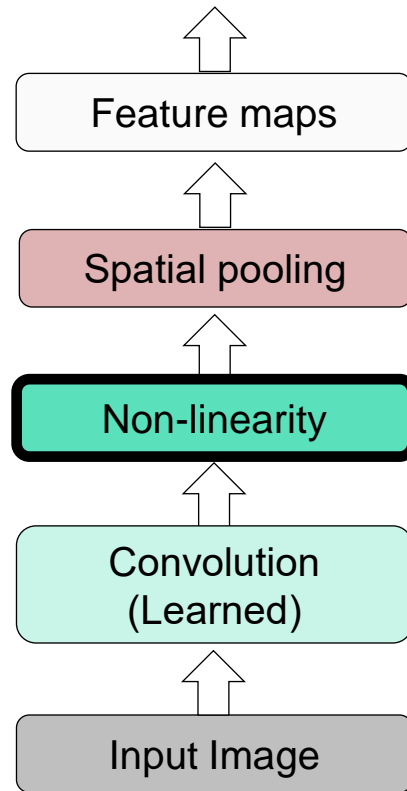 Feature maps
Spatial pooling
Non-linearity
Convolution
(Learned)
Input Image